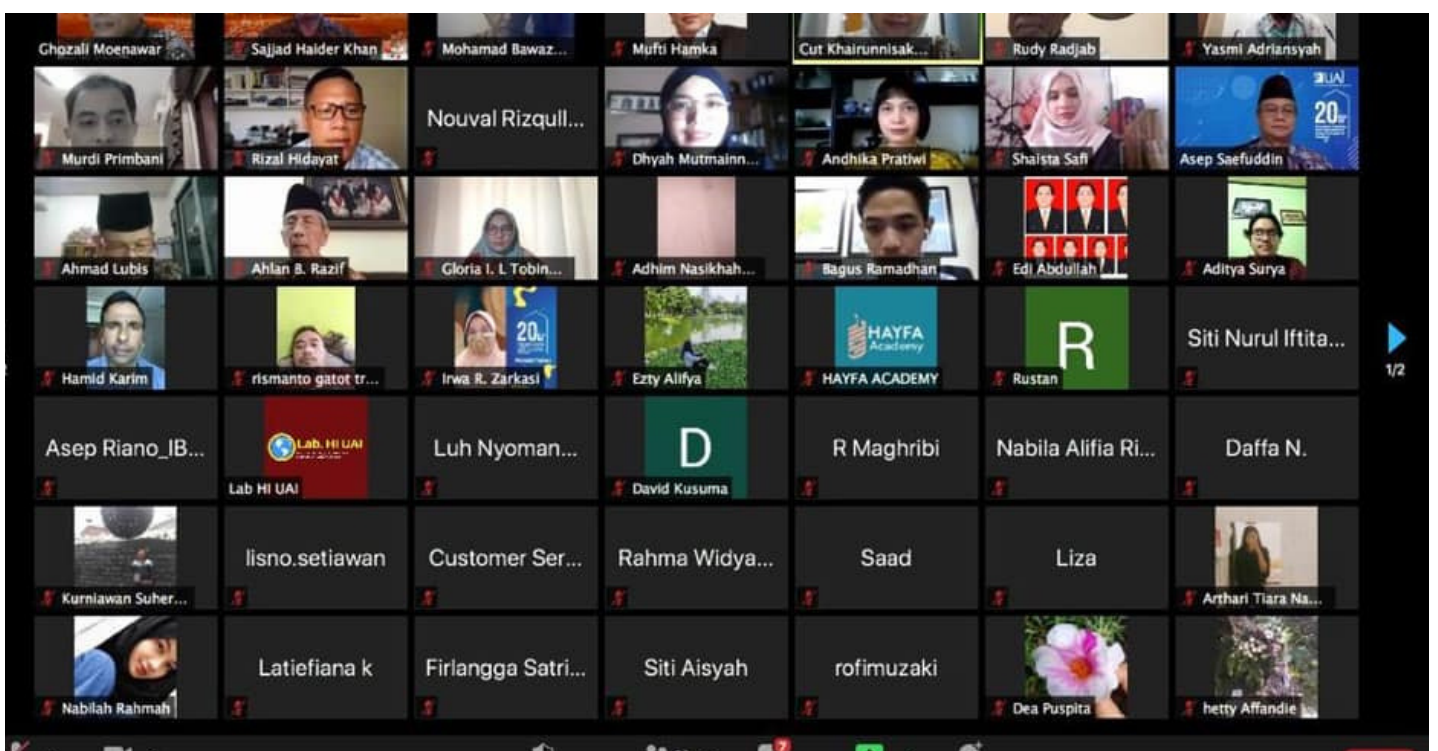 Ghozali Moenawar
Sajjad Haider Khan
Mohamad Bawaz...
Mufti Hamka
Cut Khairunnisak...
Rudy Radjab
Yasmi Adriansyah
Murdi Primbani
Rizal Hidayat
Nouval Rizqull...
Dhyah Mutmainn...
Andhika Pratiwi
Shaista Safi
UAI
20
Asep Saefuddin
Ahmad Lubis
Ahlan B. Razif
Gloria I. L Tobin...
Adhim Nasikhah...
Bagus Ramadhan
Edi Abdullah
Aditya Surya
Hamid Karim
rismanto gatot tr...
20
Irwa R. Zarkasi
Ezty Alifya
HAYFA
Academy
HAYFA ACADEMY
R
Rustan
Siti Nurul Iftita...
1/2
Asep Riano_IB...
Lab. HI UAI
Lab HI UAI
Luh Nyoman...
D
David Kusuma
R Maghribi
Nabila Alifia Ri...
Daffa N.
Kurniawan Suher...
lisno.setiawan
Customer Ser...
Rahma Widya...
Saad
Liza
Arthari Tiara Na...
Nabilah Rahmah
Latiefiana k
Firlangga Satri...
Siti Aisyah
rofimuzaki
Dea Puspita
hetty Affandie
7